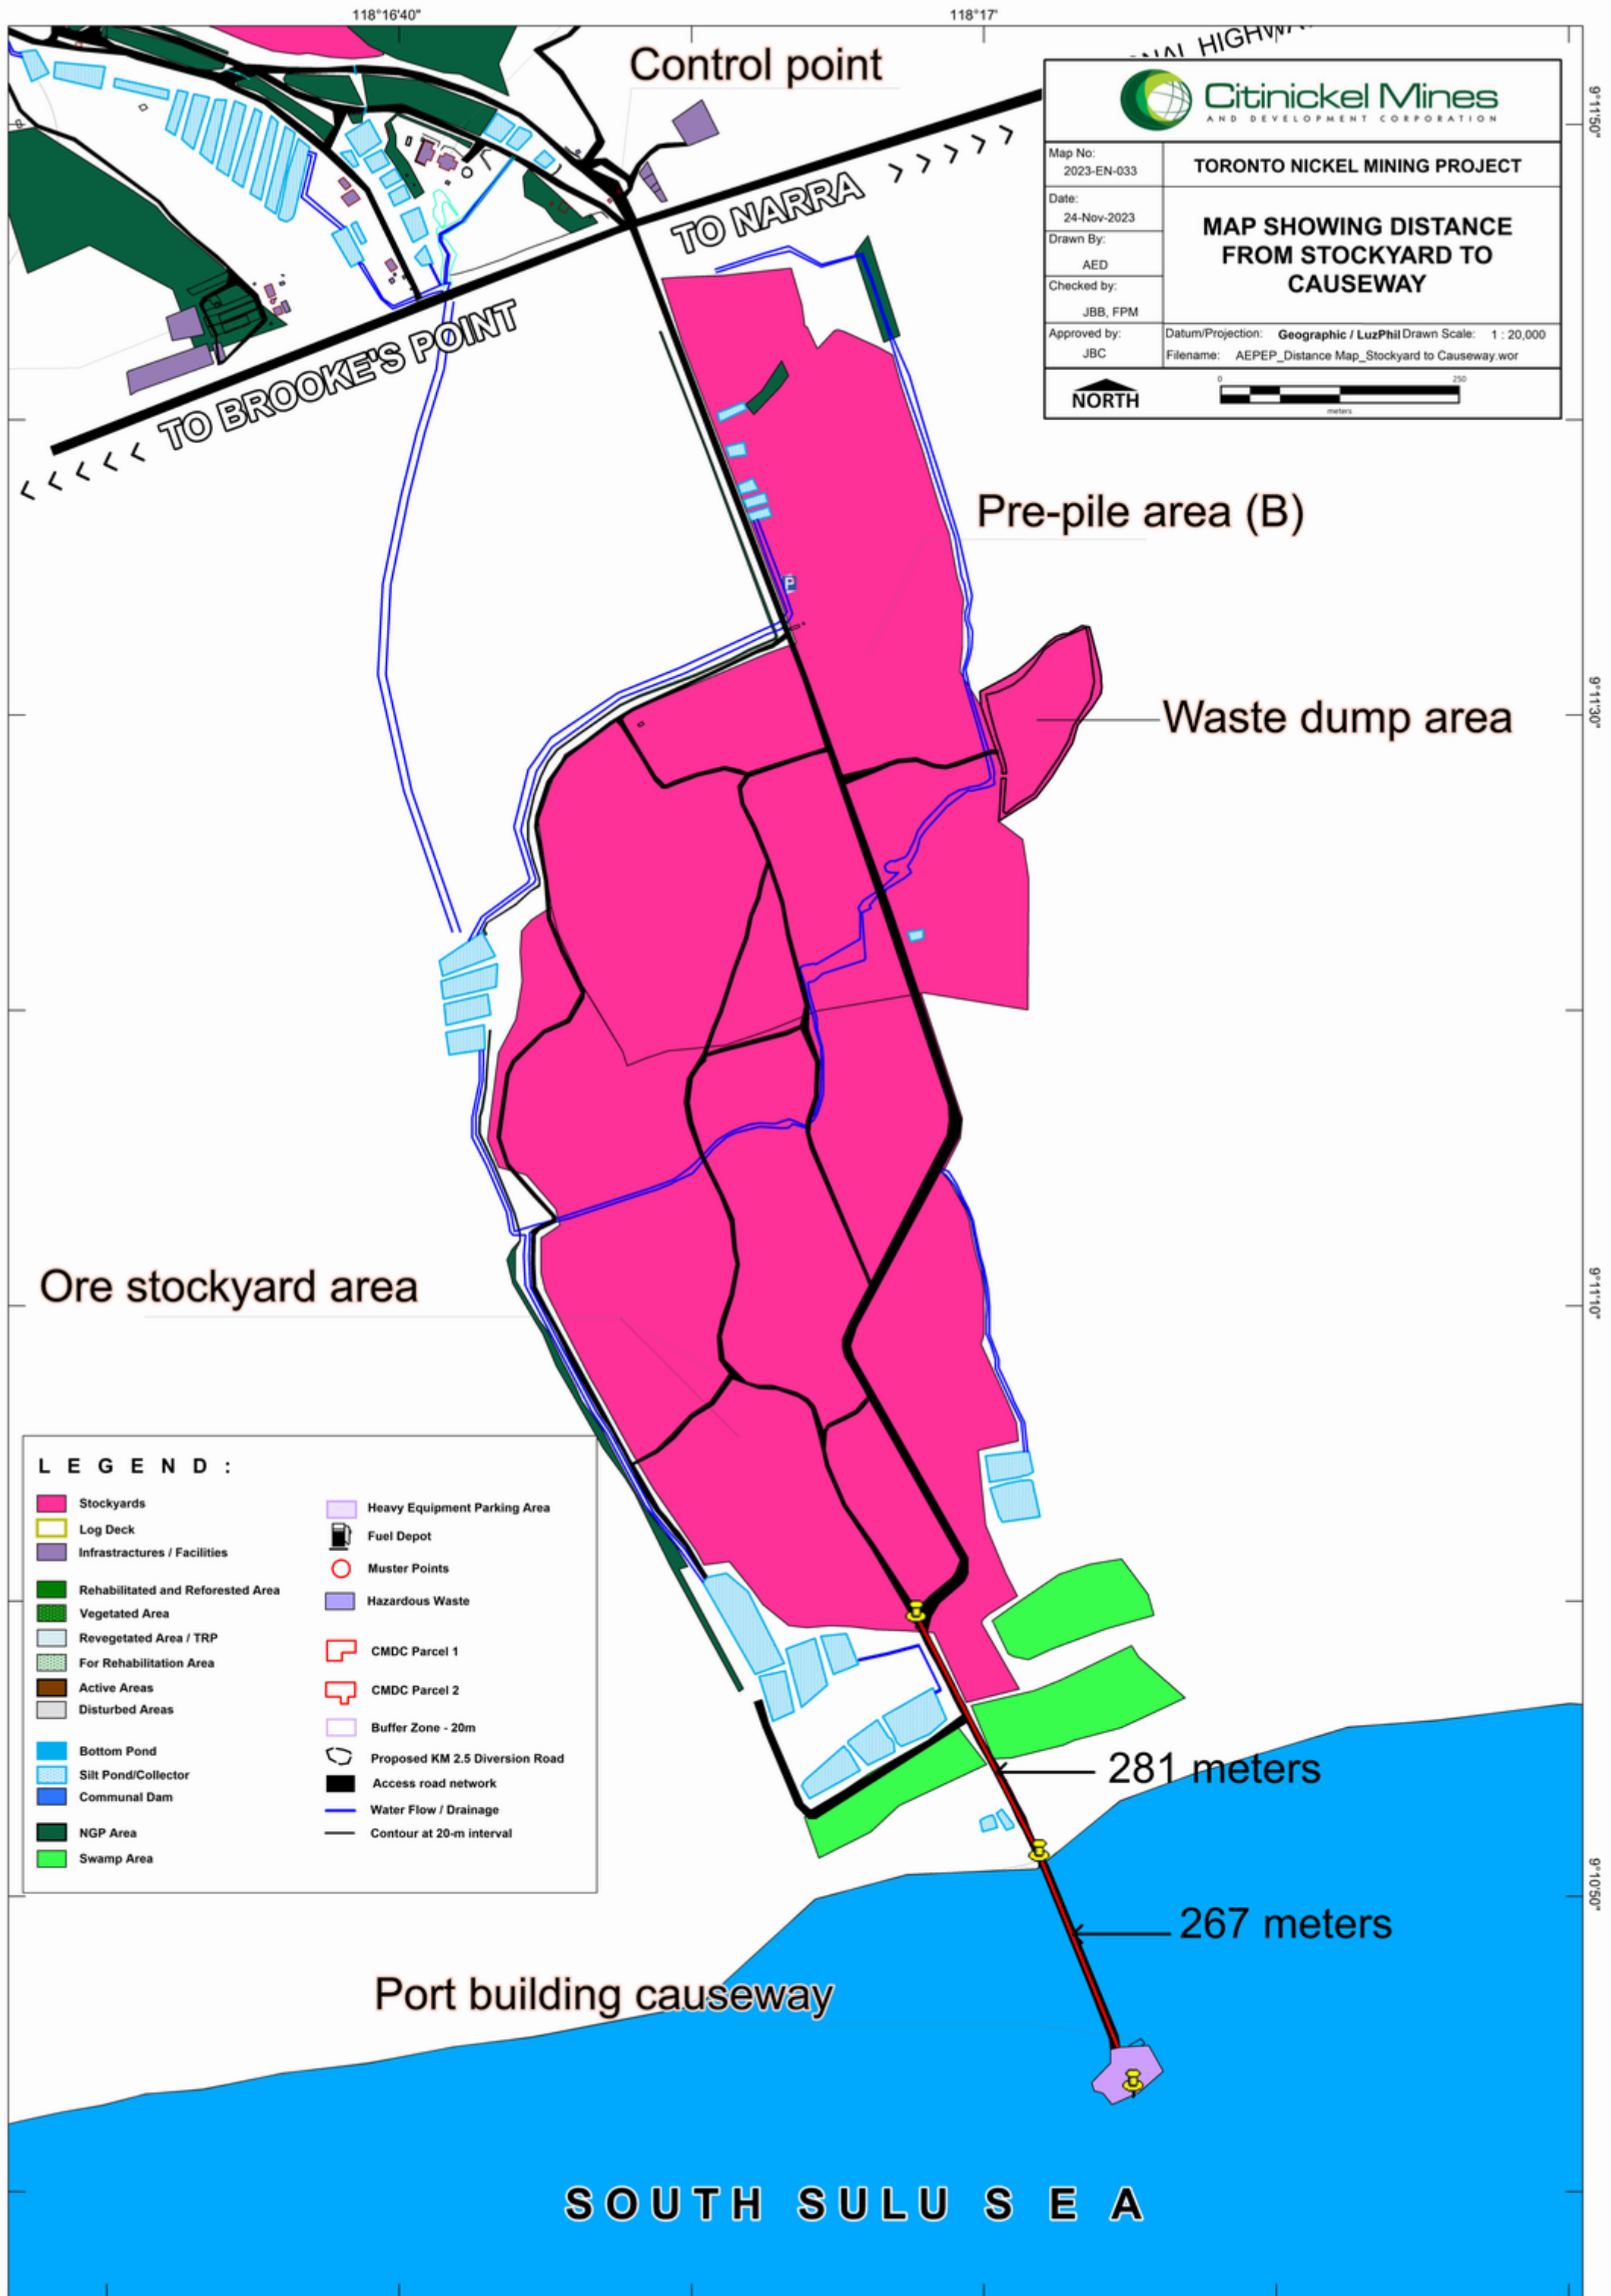 118°16'40"
118°17'
Control point
NAL HIGHWA
Citinickel Mines
AND DEVELOPMENT CORPORATION
Map No:
2023-EN-033
TORONTO NICKEL MINING PROJECT
Date:
24-Nov-2023
MAP SHOWING DISTANCE
FROM STOCKYARD TO
CAUSEWAY
Drawn By:
AED
Checked by:
JBB, FPM
Approved by:
JBC
Datum/Projection: Geographic / LuzPhil Drawn Scale: 1 : 20,000
Filename: AEPEP_Distance Map_Stockyard to Causeway.wor
NORTH
0 250
meters
9°11'50"
TO NARRA > > > > >
< < < < < TO BROOKE'S POINT
Pre-pile area (B)
P
Waste dump area
9°11'30"
Ore stockyard area
9°11'10"
L E G E N D :
Stockyards
Log Deck
Infrastractures / Facilities
Rehabilitated and Reforested Area
Vegetated Area
Revegetated Area / TRP
For Rehabilitation Area
Active Areas
Disturbed Areas
Bottom Pond
Silt Pond/Collector
Communal Dam
NGP Area
Swamp Area
Heavy Equipment Parking Area
Fuel Depot
Muster Points
Hazardous Waste
CMDC Parcel 1
CMDC Parcel 2
Buffer Zone - 20m
Proposed KM 2.5 Diversion Road
Access road network
Water Flow / Drainage
Contour at 20-m interval
281 meters
9°10'50"
267 meters
Port building causeway
SOUTH SULU SEA